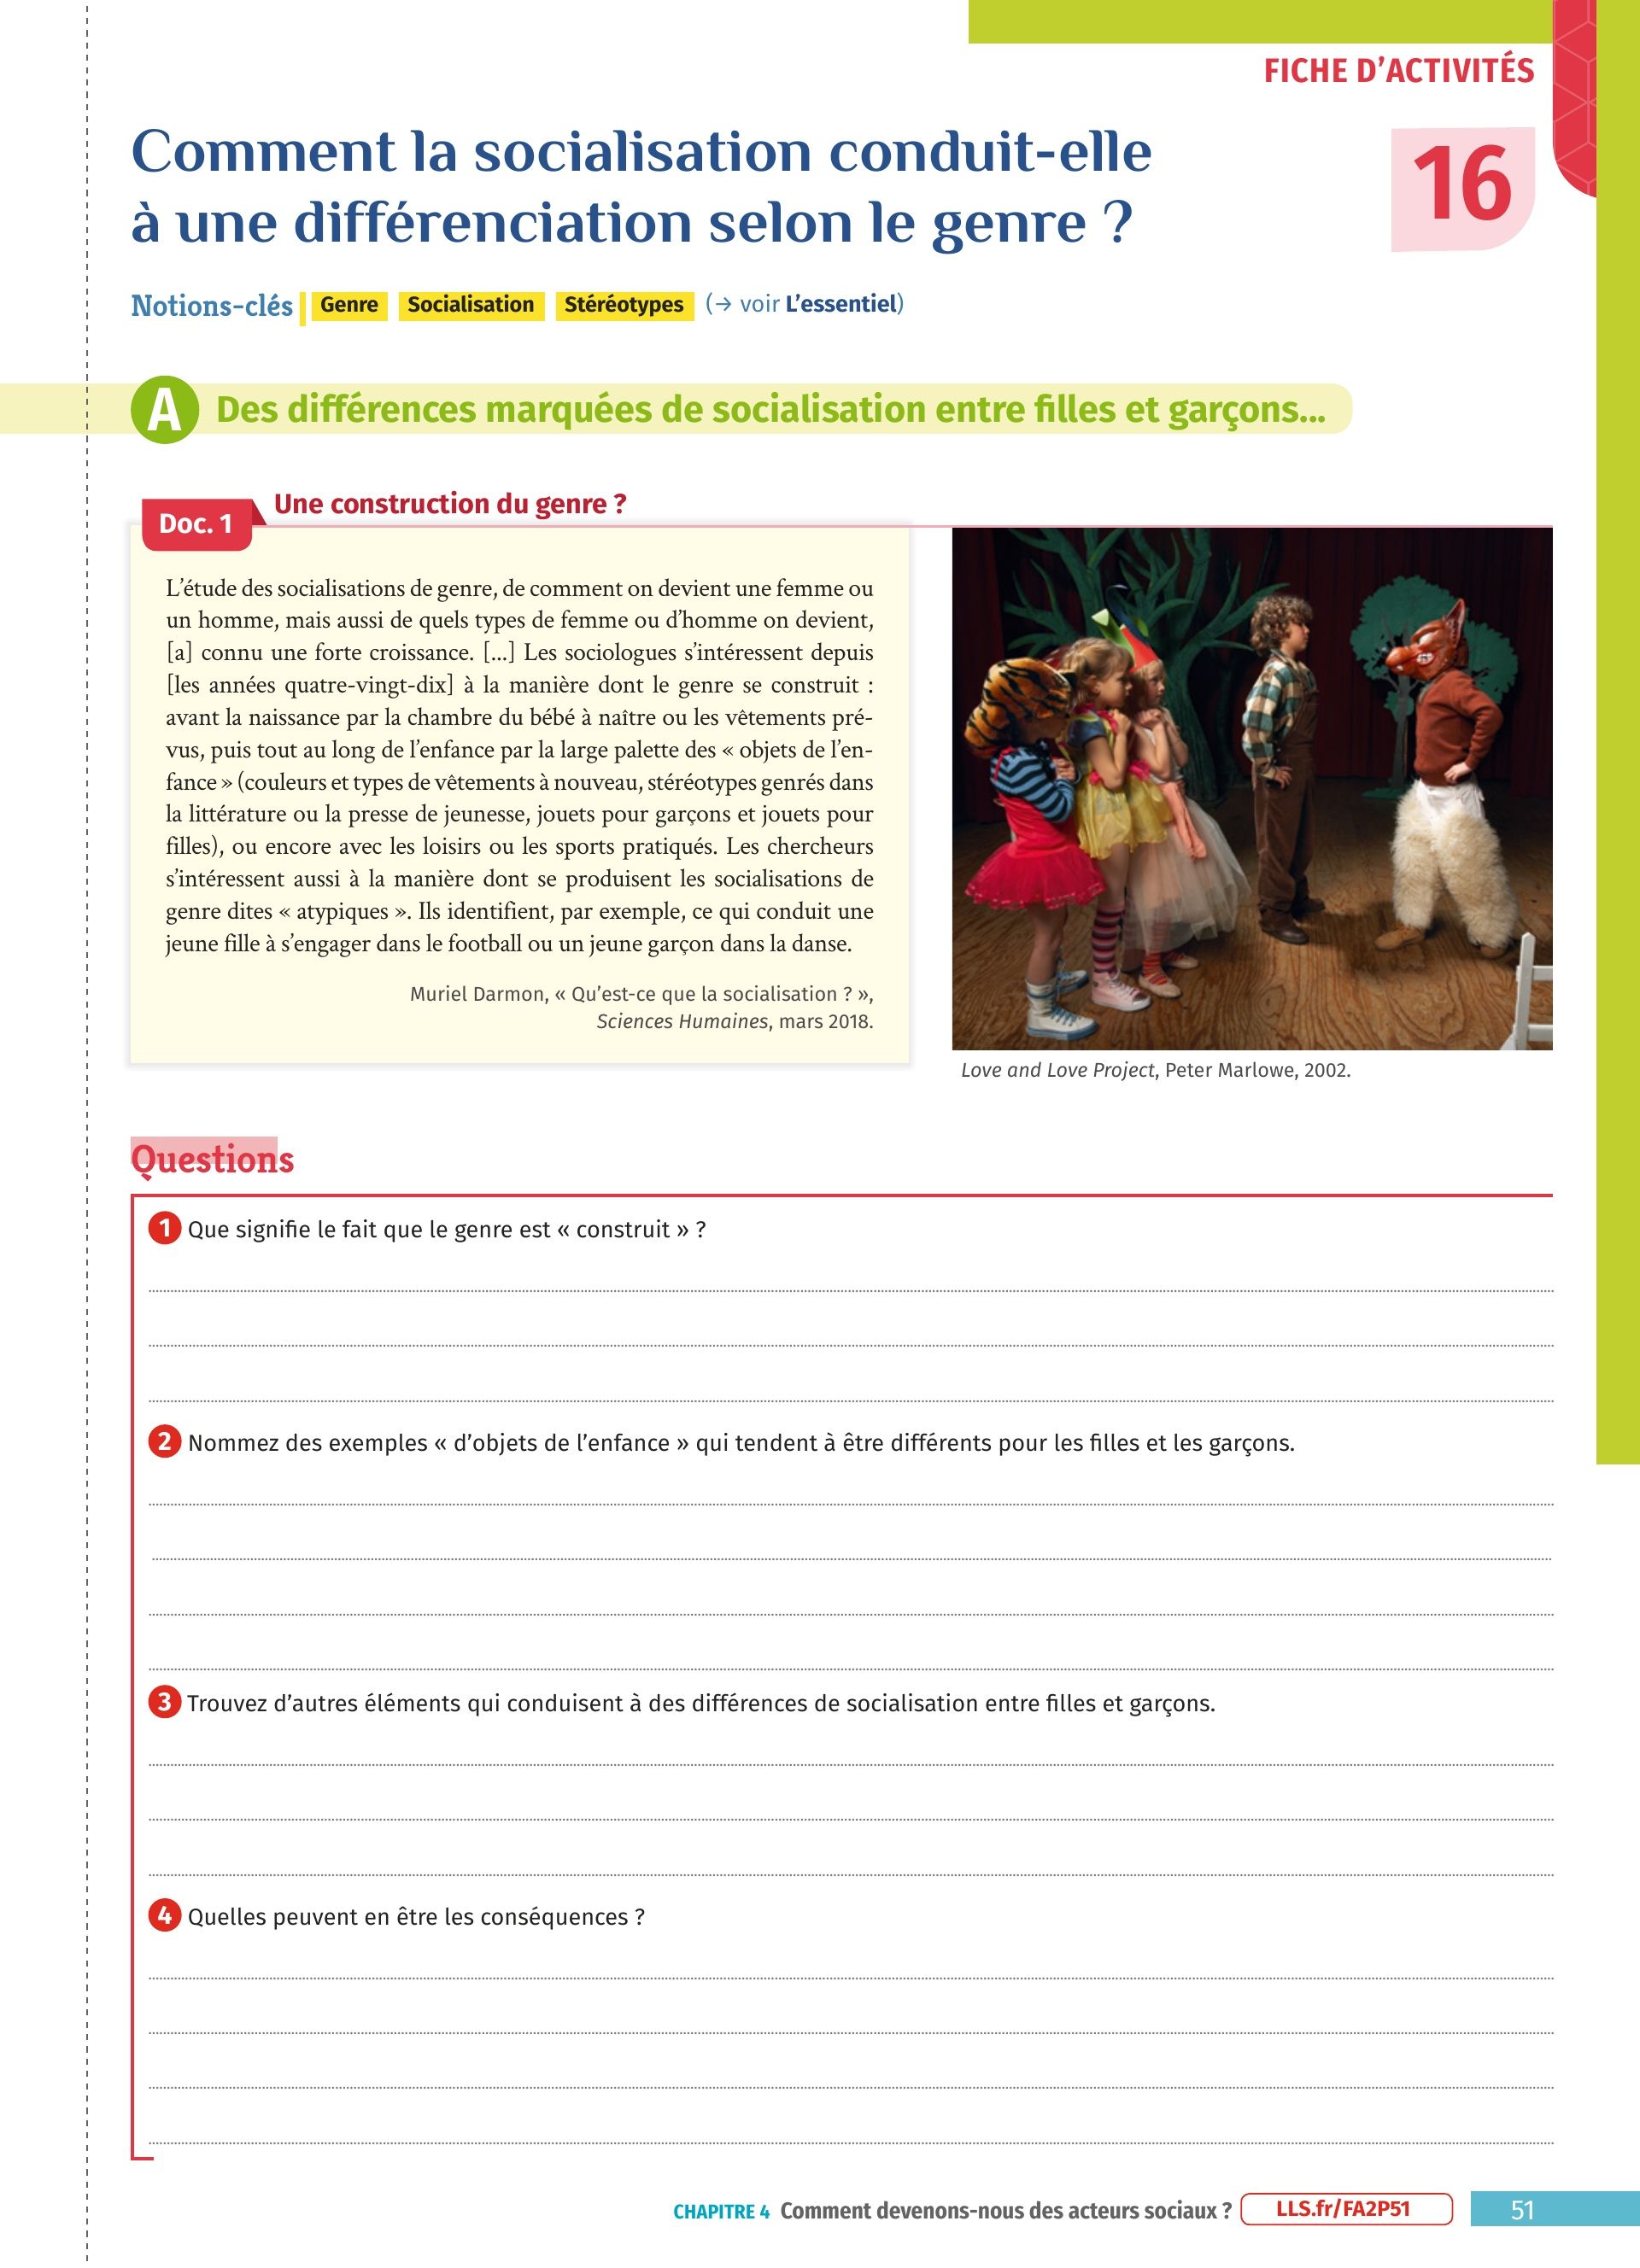 FICHE D'ACTIVITÉS
Comment la socialisation conduit-elle
à une différenciation selon le genre ?
16
Notions-clés Genre Socialisation Stéréotypes (→ voir L'essentiel)
A Des différences marquées de socialisation entre filles et garçons...
Doc. 1 Une construction du genre ?
L'étude des socialisations de genre, de comment on devient une femme ou
un homme, mais aussi de quels types de femme ou d'homme on devient,
[a] connu une forte croissance. [...] Les sociologues s'intéressent depuis
[les années quatre-vingt-dix] à la manière dont le genre se construit :
avant la naissance par la chambre du bébé à naître ou les vêtements pré-
vus, puis tout au long de l'enfance par la large palette des « objets de l'en-
fance » (couleurs et types de vêtements à nouveau, stéréotypes genrés dans
la littérature ou la presse de jeunesse, jouets pour garçons et jouets pour
filles), ou encore avec les loisirs ou les sports pratiqués. Les chercheurs
s'intéressent aussi à la manière dont se produisent les socialisations de
genre dites « atypiques ». Ils identifient, par exemple, ce qui conduit une
jeune fille à s'engager dans le football ou un jeune garçon dans la danse.
Muriel Darmon, « Qu'est-ce que la socialisation ? »,
Sciences Humaines, mars 2018.
Love and Love Project, Peter Marlowe, 2002.
Questions
1 Que signifie le fait que le genre est « construit » ?
2 Nommez des exemples « d'objets de l'enfance » qui tendent à être différents pour les filles et les garçons.
3 Trouvez d'autres éléments qui conduisent à des différences de socialisation entre filles et garçons.
4 Quelles peuvent en être les conséquences ?
CHAPITRE 4 Comment devenons-nous des acteurs sociaux ? LLS.fr/FA2P51 51